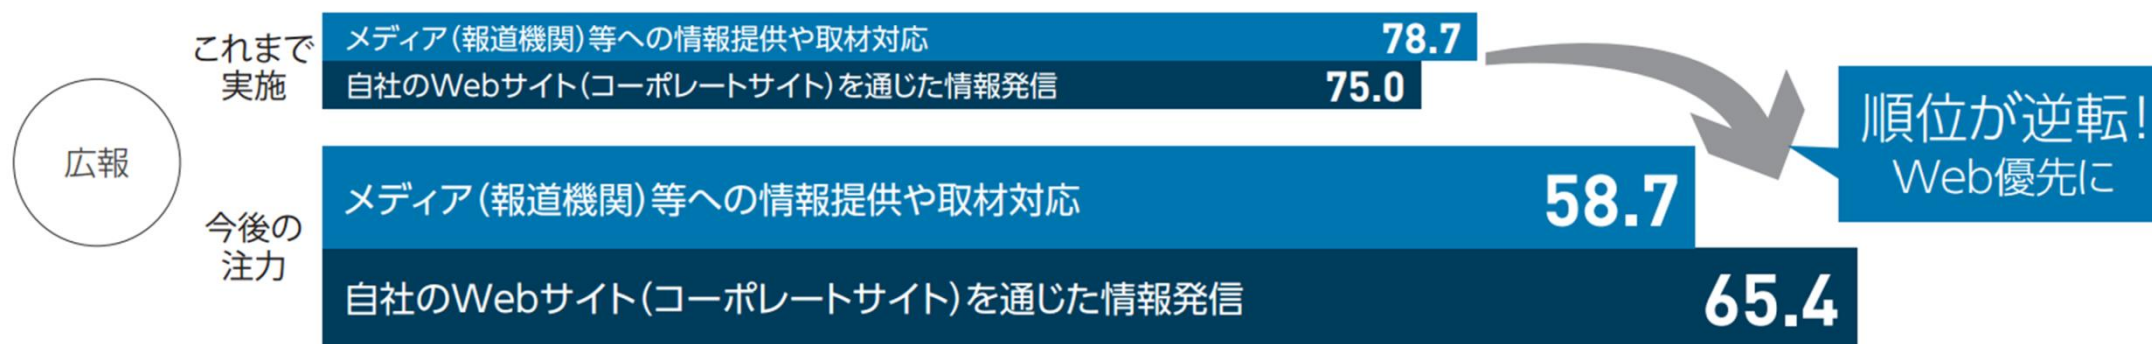 広報
これまで
実施
メディア(報道機関)等への情報提供や取材対応 78.7
自社のWebサイト(コーポレートサイト)を通じた情報発信 75.0
今後の
注力
メディア(報道機関)等への情報提供や取材対応 58.7
自社のWebサイト(コーポレートサイト)を通じた情報発信 65.4
順位が逆転!
Web優先に